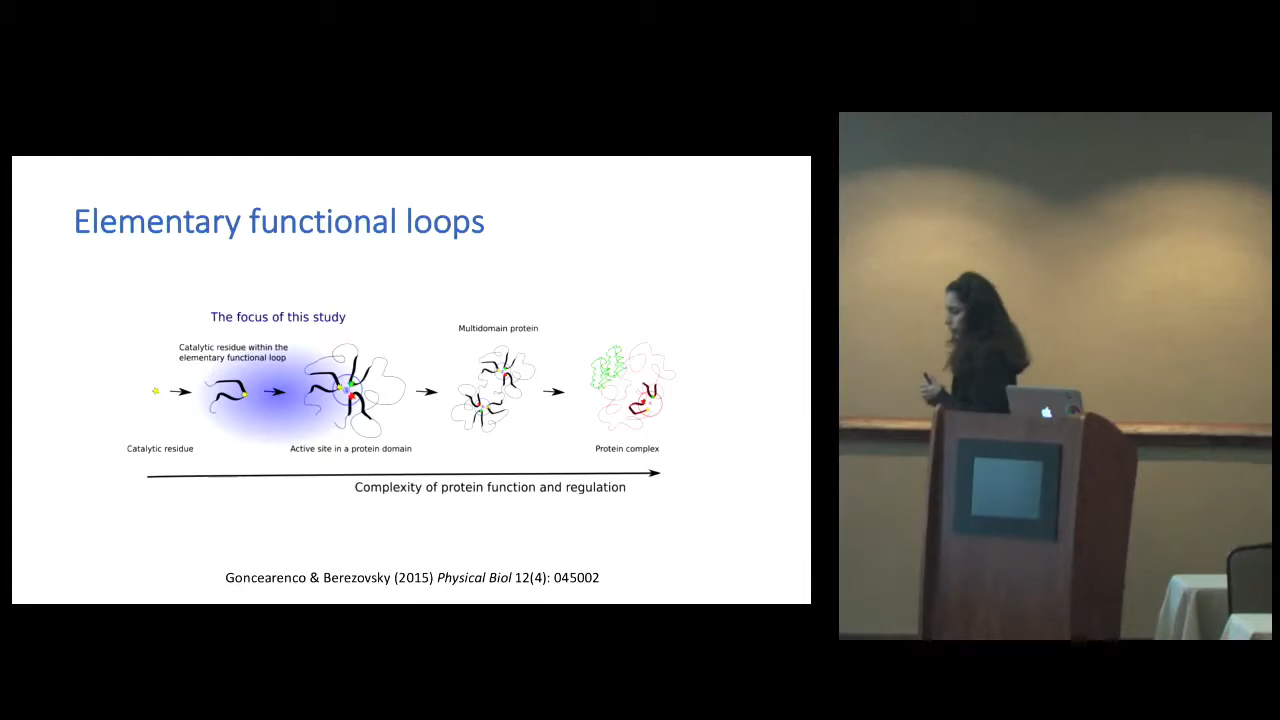 Elementary functional loops
The focus of this study
Multidomain protein
Catalytic residue within the
elementary functional loop
Catalytic residue
Active site in a protein domain
Protein complex
Complexity of protein function and regulation
Goncearenco & Berezovsky (2015) Physical Biol 12(4): 045002